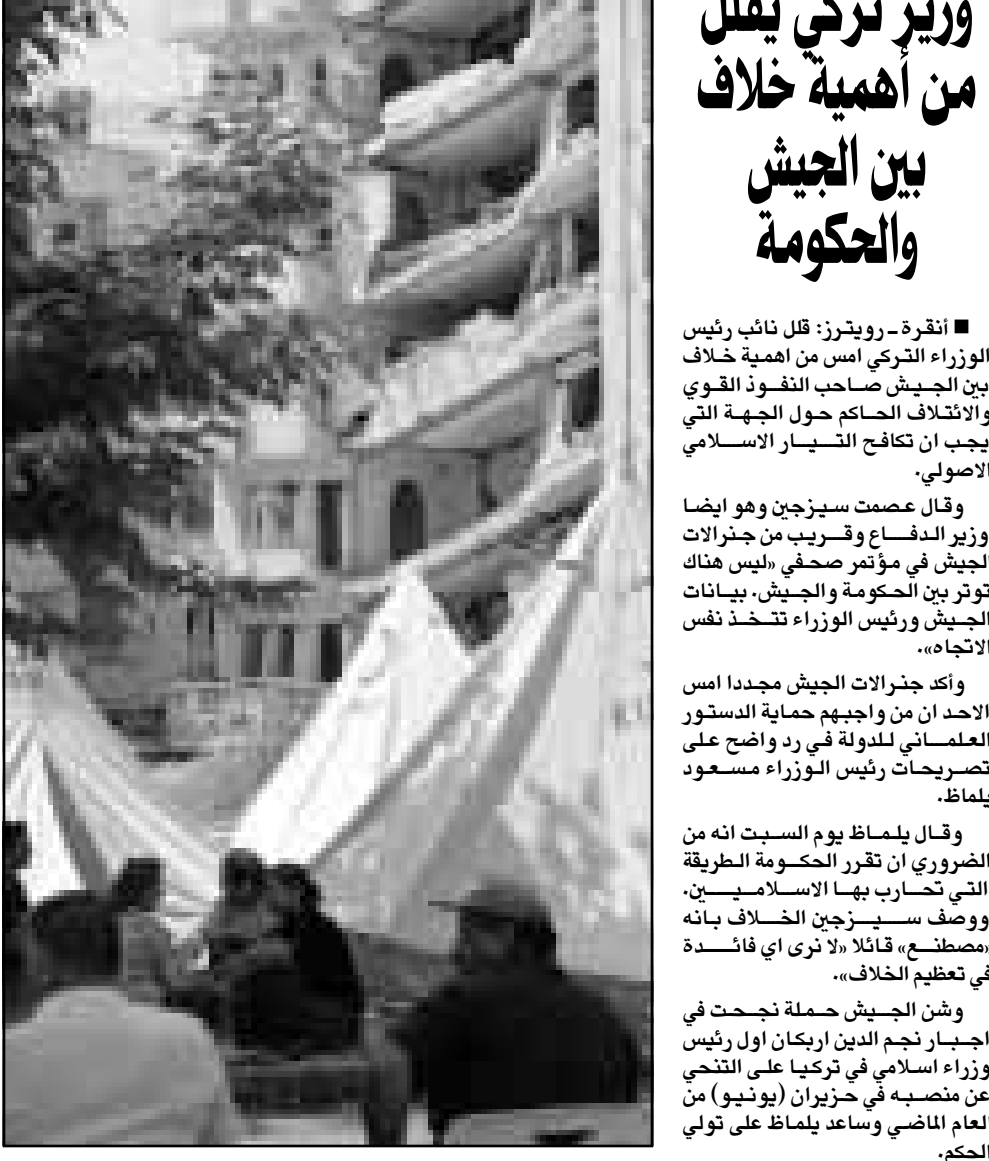 وزير تركي يقلل
من أهمية خلاف
بين الجيش
والحكومة
■ أنقرة ـ رويترز: قلل نائب رئيس
الوزراء التركي امس من اهمية خلاف
بين الجيش صاحب النفوذ القوي
والائتلاف الحاكم حول الجهة التي
يجب ان تكافح التيار الاسلامي
الاصولي.
وقال عصمت سيزجين وهو ايضا
وزير الدفاع وقريب من جنرالات
الجيش في مؤتمر صحفي «ليس هناك
توتر بين الحكومة والجيش. بيانات
الجيش ورئيس الوزراء تتخذ نفس
الاتجاه».
وأكد جنرالات الجيش مجددا امس
الاحد ان من واجبهم حماية الدستور
العلماني للدولة في رد واضح على
تصريحات رئيس الوزراء مسعود
يلماظ.
وقال يلماظ يوم السبت انه من
الضروري ان تقرر الحكومة الطريقة
التي تحارب بها الاسلاميين.
ووصف سيزجين الخلاف بانه
«مصطنع» قائلا «لا نرى اي فائدة
في تعظيم الخلاف».
وشن الجيش حملة نجحت في
اجبار نجم الدين اربكان اول رئيس
وزراء اسلامي في تركيا على التنحي
عن منصبه في حزيران (يونيو) من
العام الماضي وساعد يلماظ على تولي
الحكم.